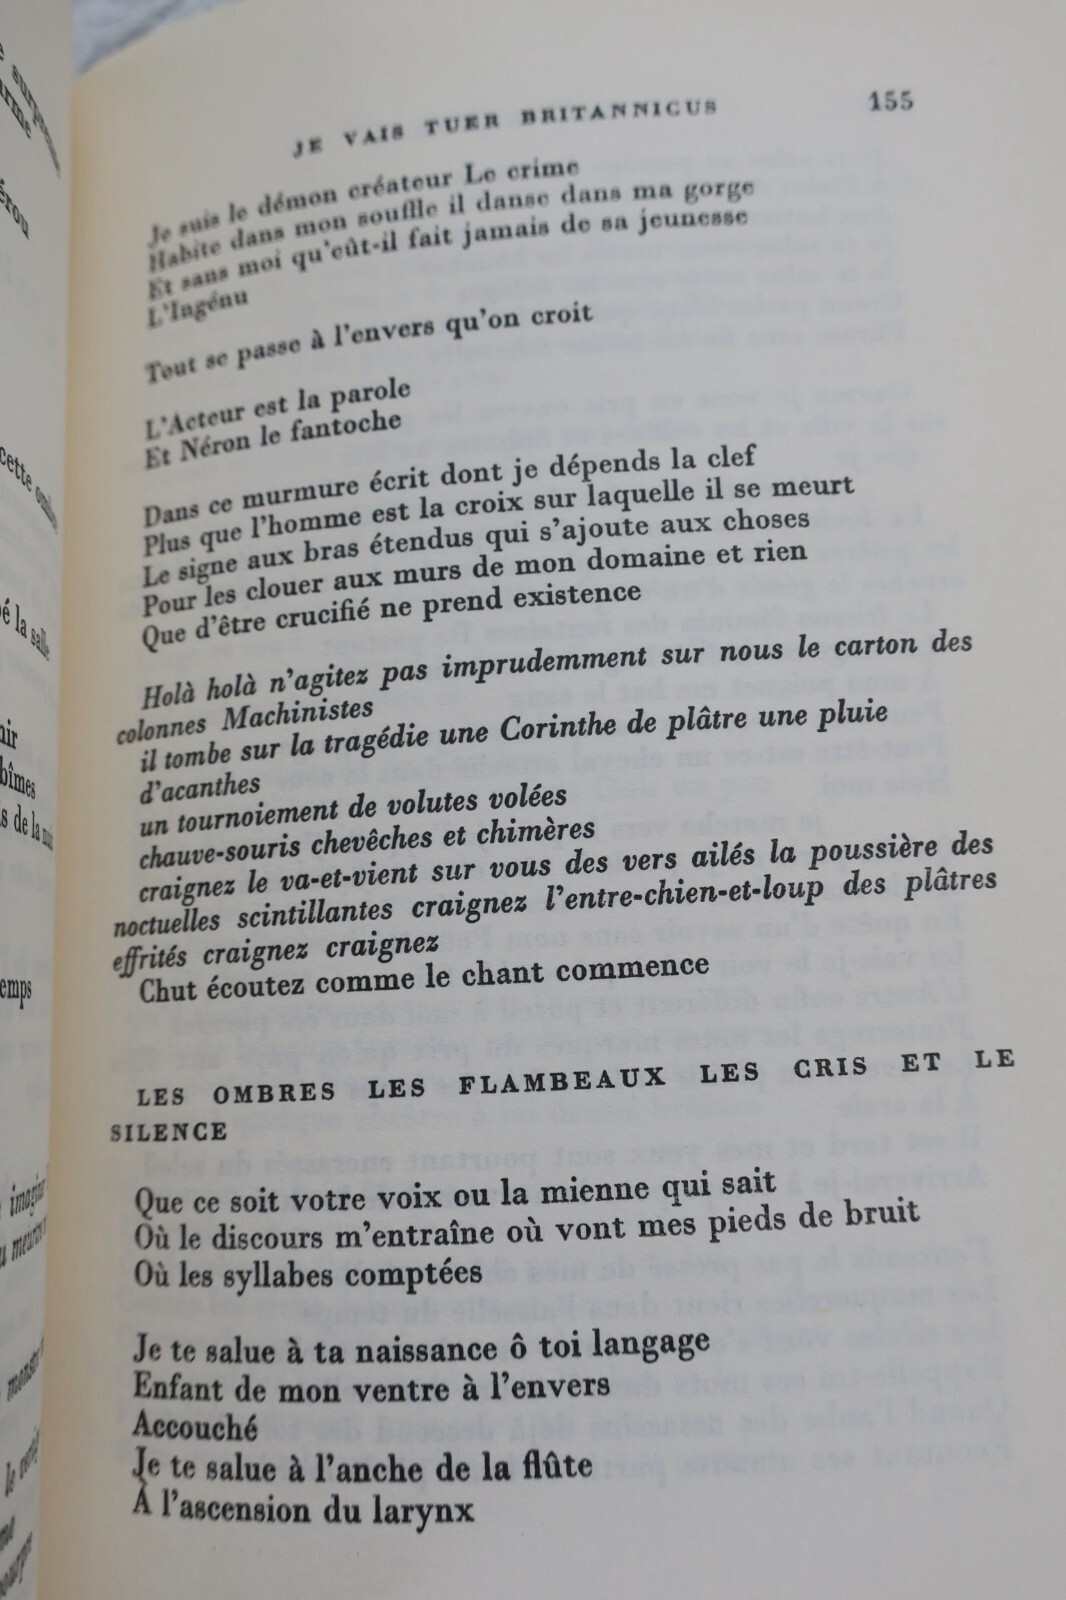 JE VAIS TUER BRITANNICUS 155
Je suis le démon créateur Le crime
Habite dans mon souffle il danse dans ma gorge
Et sans moi qu'eût-il fait jamais de sa jeunesse
L'Ingénu
Tout se passe à l'envers qu'on croit
L'Acteur est la parole
Et Néron le fantoche
Dans ce murmure écrit dont je dépends la clef
Plus que l'homme est la croix sur laquelle il se meurt
Le signe aux bras étendus qui s'ajoute aux choses
Pour les clouer aux murs de mon domaine et rien
Que d'être crucifié ne prend existence
Holà holà n'agitez pas imprudemment sur nous le carton des
colonnes Machinistes
il tombe sur la tragédie une Corinthe de plâtre une pluie
d'acanthes
un tournoiement de volutes volées
chauve-souris chevêches et chimères
craignez le va-et-vient sur vous des vers ailés la poussière des
noctuelles scintillantes craignez l'entre-chien-et-loup des plâtres
effrités craignez craignez
Chut écoutez comme le chant commence
LES OMBRES LES FLAMBEAUX LES CRIS ET LE
SILENCE
Que ce soit votre voix ou la mienne qui sait
Où le discours m'entraîne où vont mes pieds de bruit
Où les syllabes comptées
Je te salue à ta naissance ô toi langage
Enfant de mon ventre à l'envers
Accouché
Je te salue à l'anche de la flûte
À l'ascension du larynx